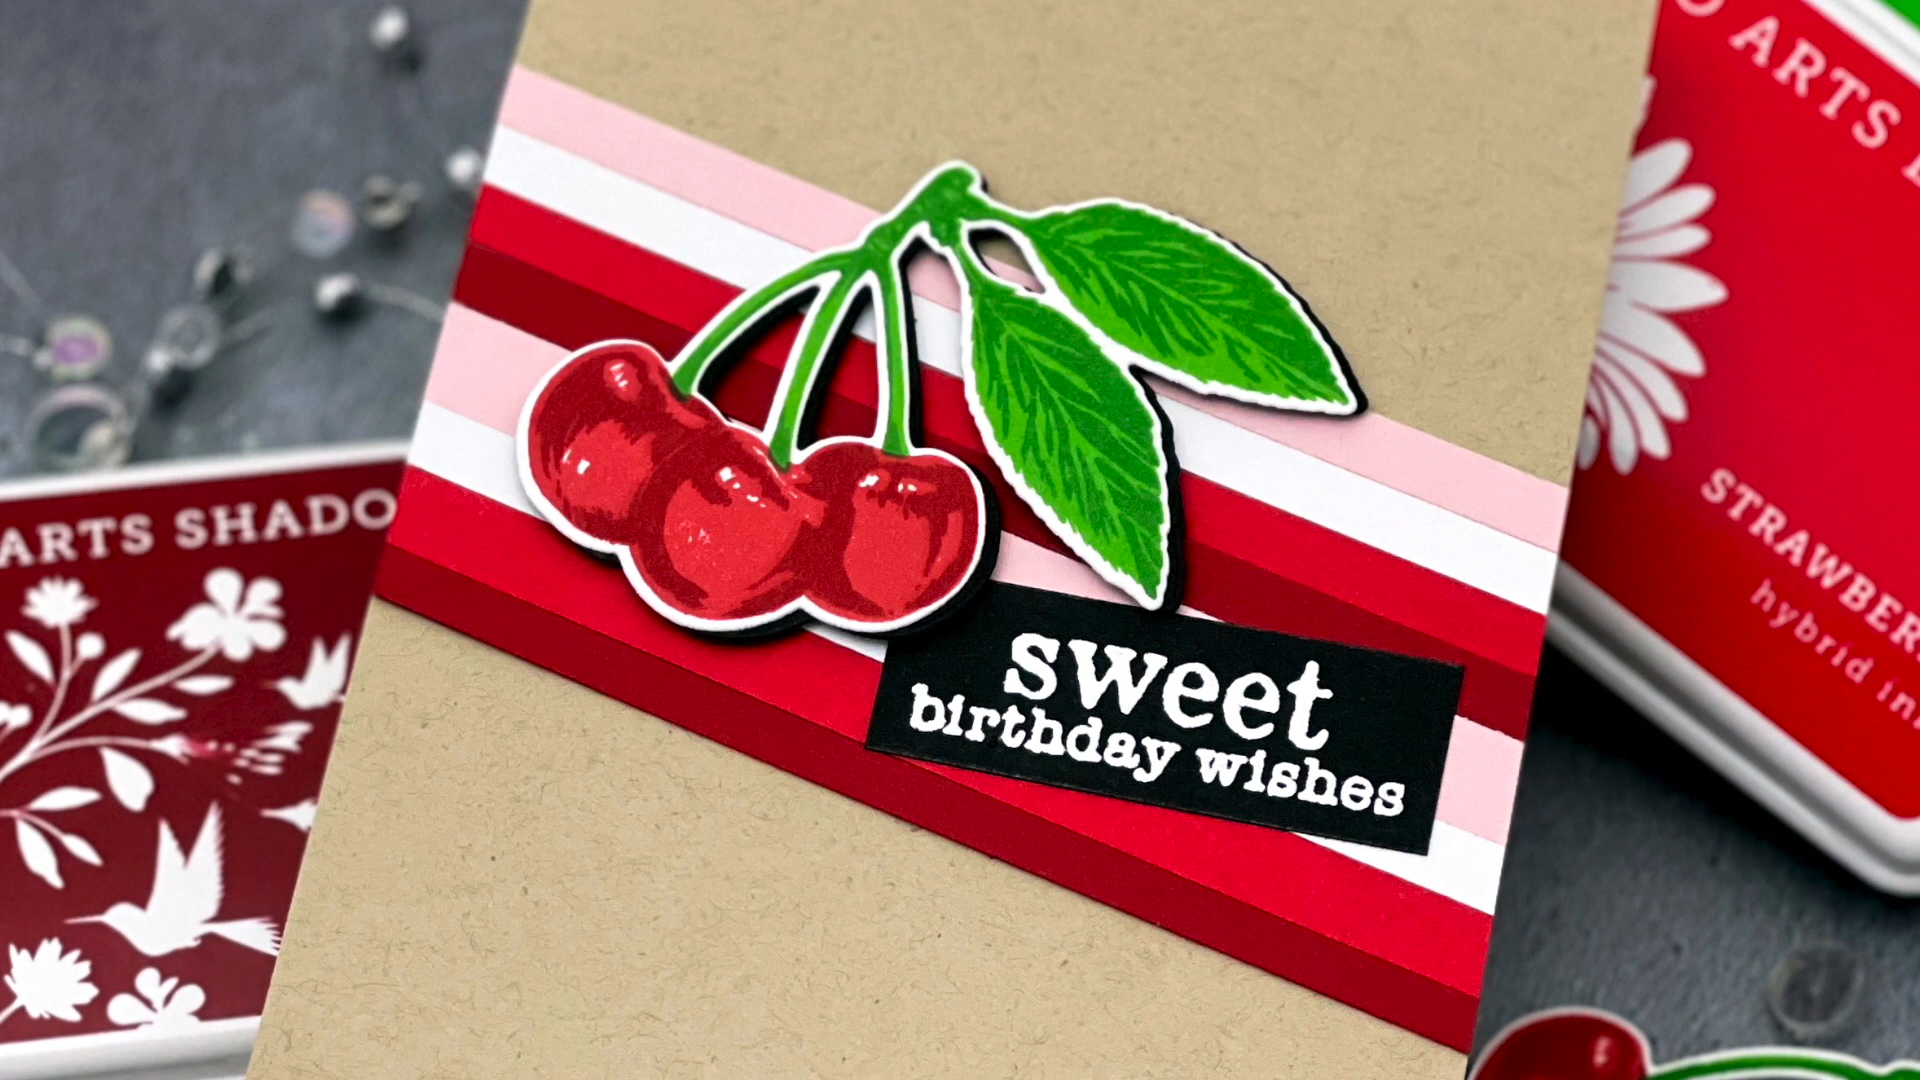 sweet
birthday wishes
ARTS SHADO
ARTS
STRAWBER
hybrid in